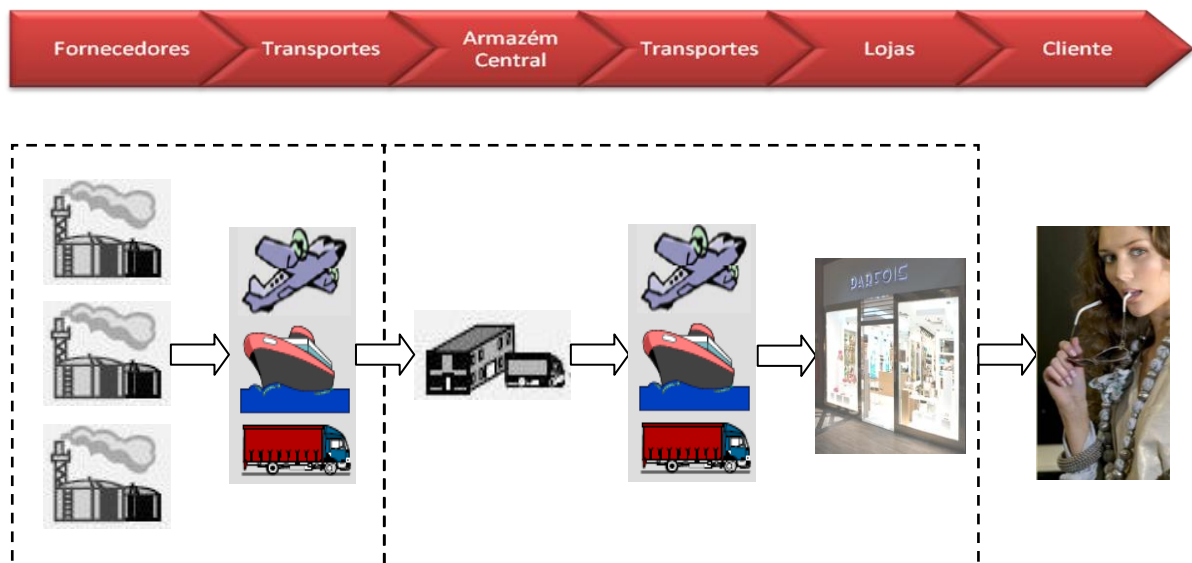 Fornecedores
Transportes
Armazém
Central
Transportes
Lojas
Cliente
PARFOIS